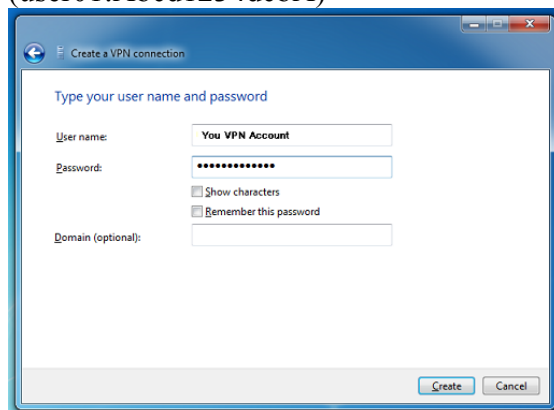 Create a VPN connection
Type your user name and password
User name:
You VPN Account
Password:
•••••••••••••
Show characters
Remember this password
Domain (optional):
Create
Cancel